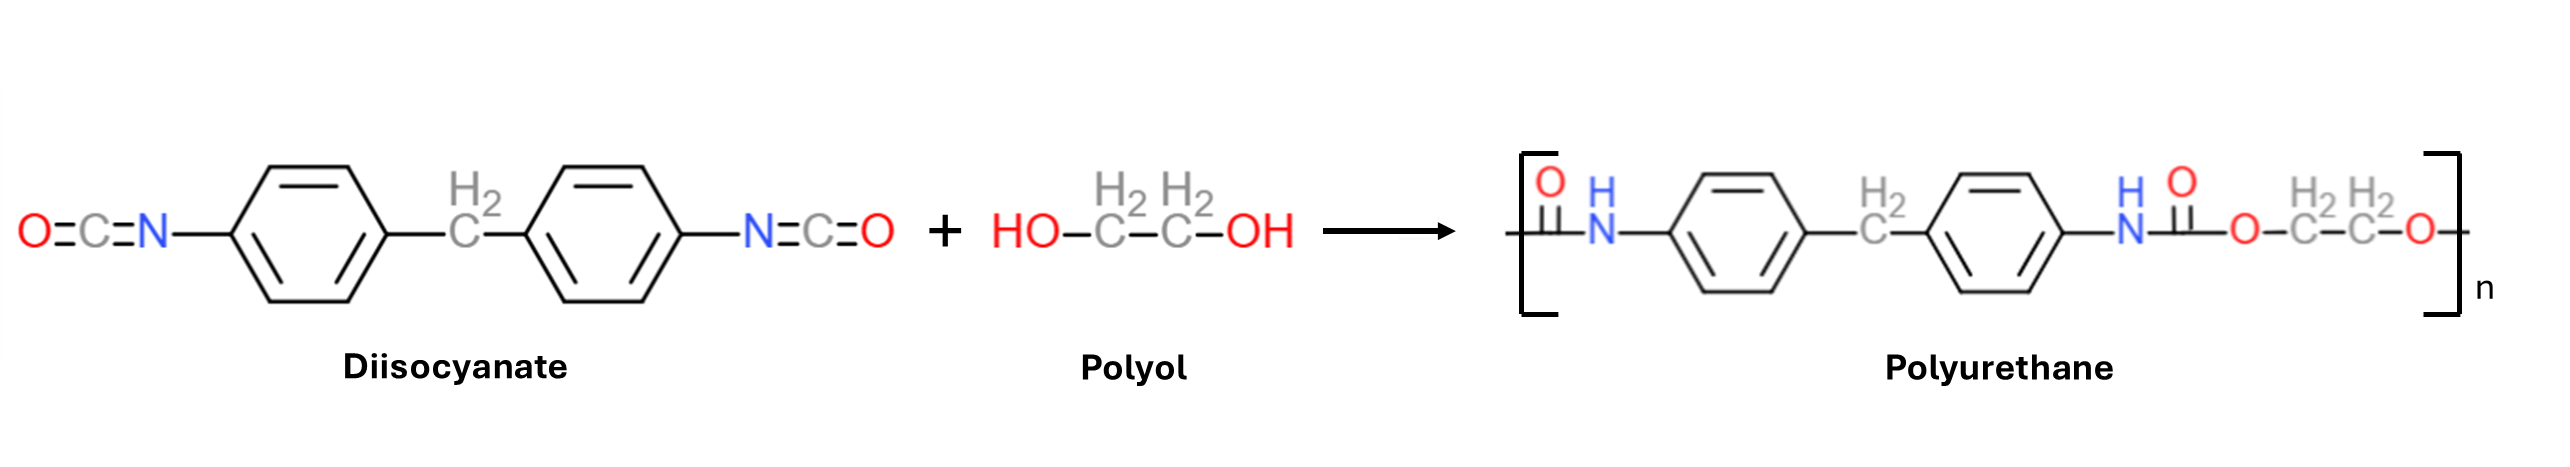 H₂ H₂ H₂ O H H₂ H O H₂ H₂
O=C=N C N=C=O + HO–C–C–OH N C N O–C–C–O
n
Diisocyanate Polyol Polyurethane